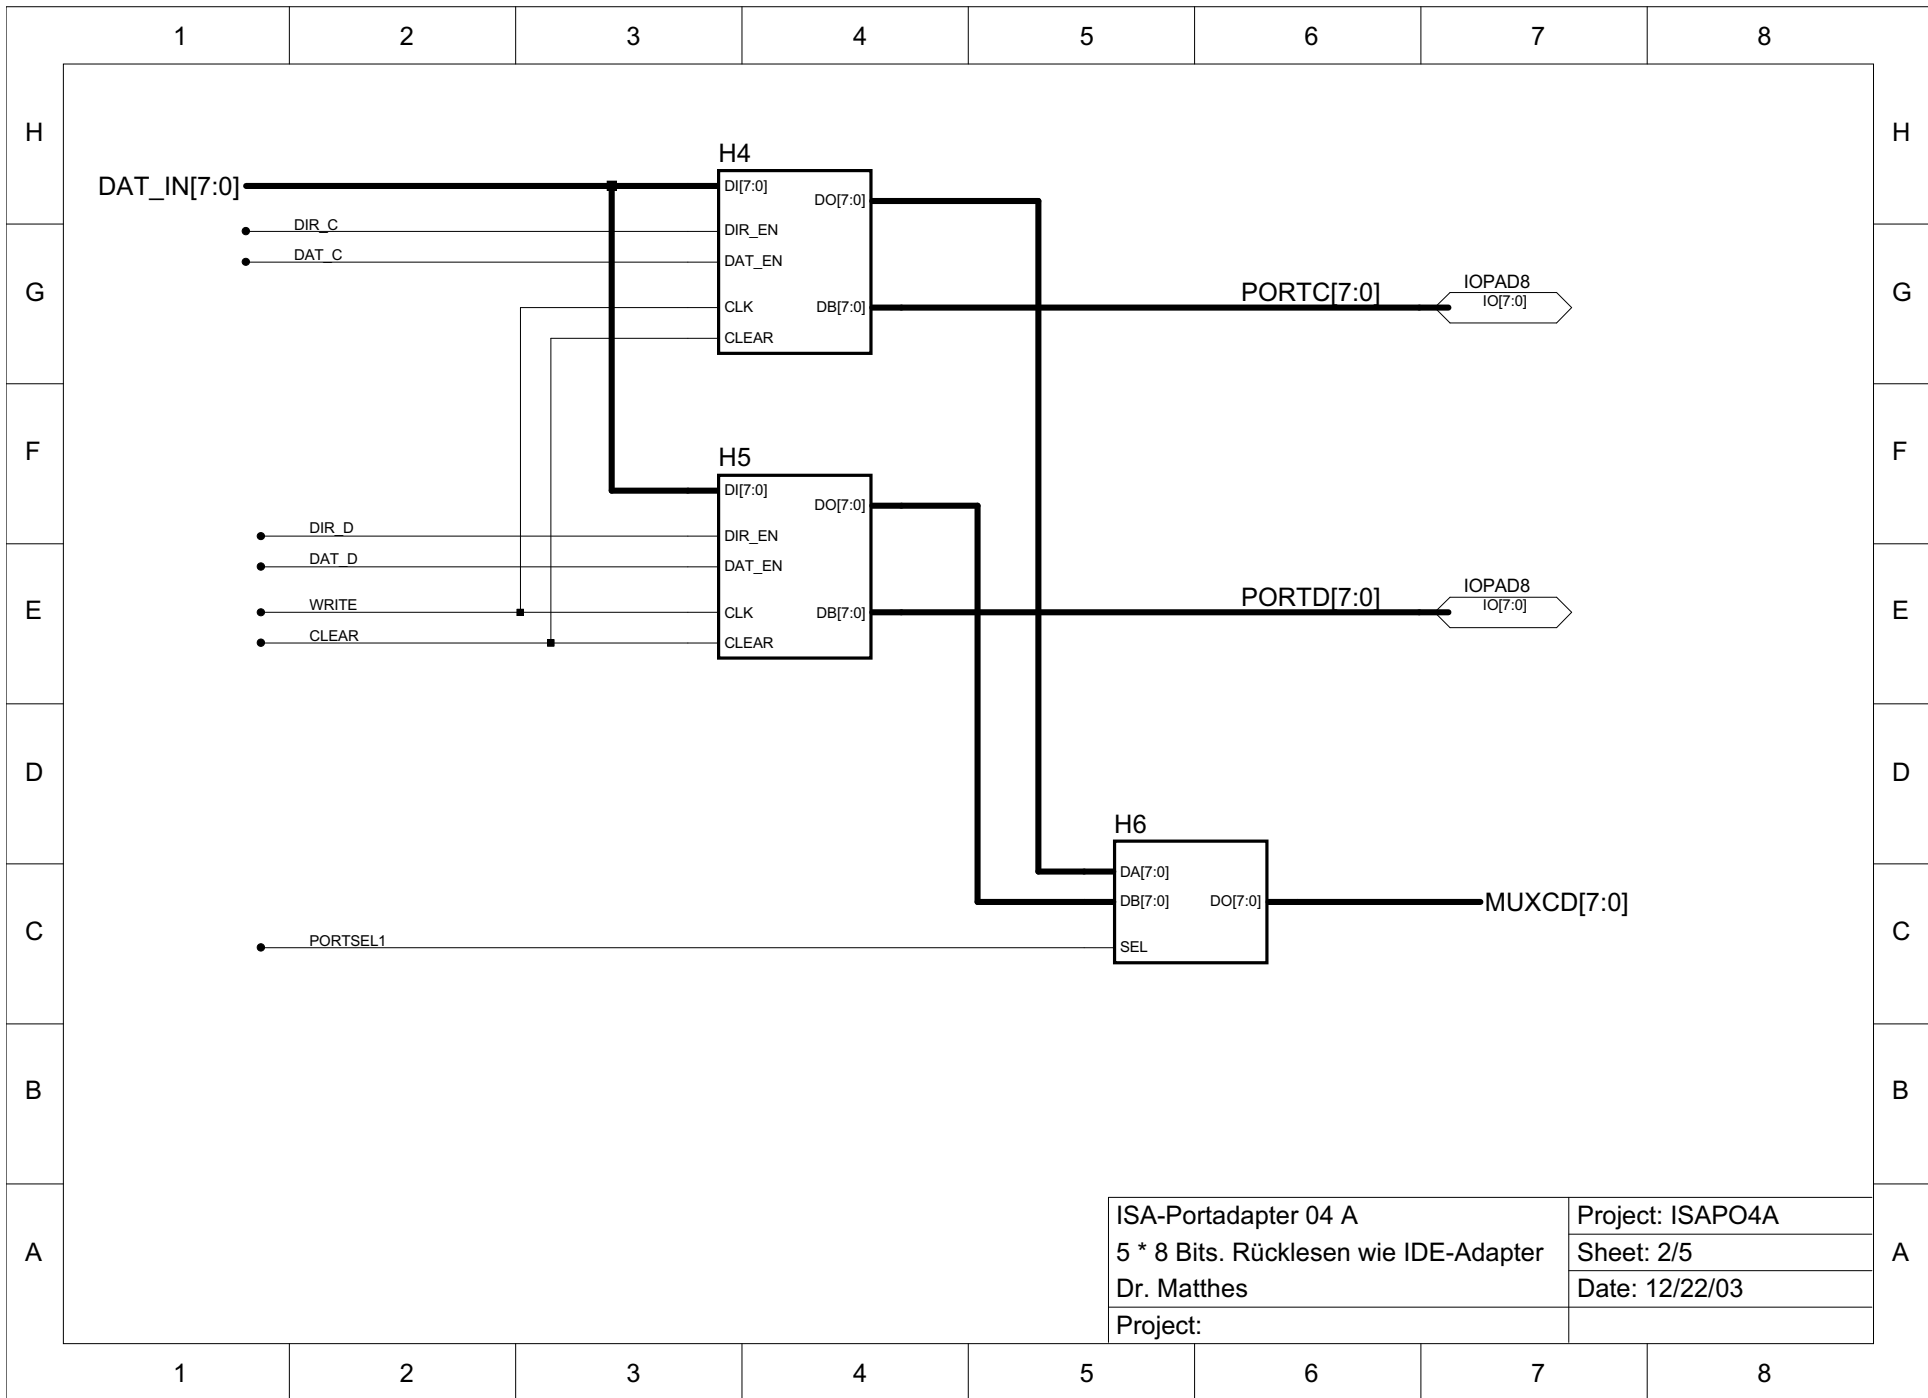 1 2 3 4 5 6 7 8
H H
H4
DAT_IN[7:0]
DI[7:0]
DO[7:0]
DIR_C
DIR_EN
DAT_C
DAT_EN
G G
PORTC[7:0]
IOPAD8
IO[7:0]
CLK DB[7:0]
CLEAR
F F
H5
DI[7:0]
DO[7:0]
DIR_D
DIR_EN
DAT_D
DAT_EN
E E
PORTD[7:0]
IOPAD8
IO[7:0]
WRITE
CLK DB[7:0]
CLEAR
CLEAR
D D
H6
DA[7:0]
DB[7:0] DO[7:0]
MUXCD[7:0]
C C
PORTSEL1
SEL
B B
A A
ISA-Portadapter 04 A
Project: ISAPO4A
5 * 8 Bits. Rücklesen wie IDE-Adapter
Sheet: 2/5
Dr. Matthes
Date: 12/22/03
Project:
1 2 3 4 5 6 7 8